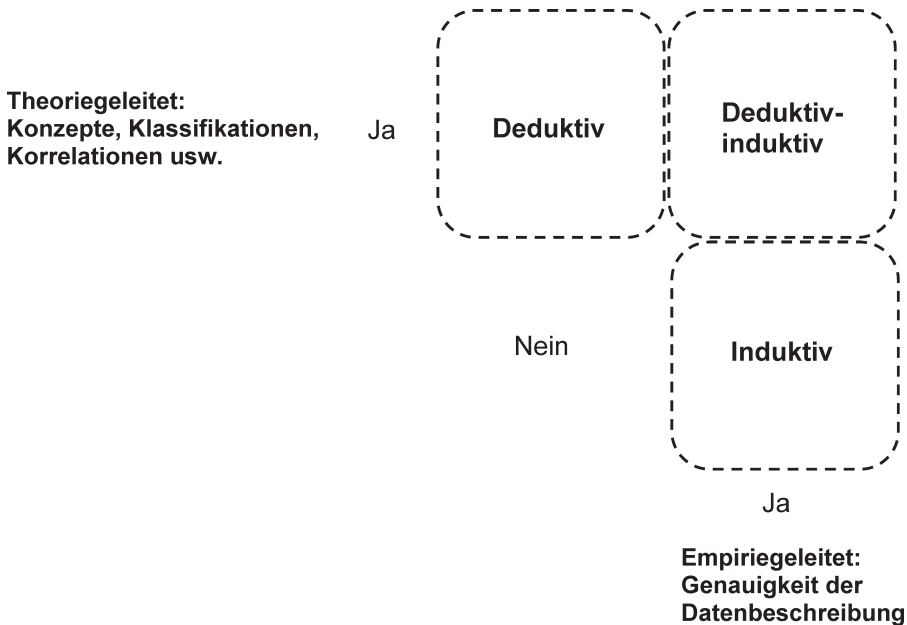 Theoriegeleitet:
Konzepte, Klassifikationen,
Korrelationen usw.
Ja
Deduktiv
Deduktiv-
induktiv
Nein
Induktiv
Ja
Empiriegeleitet:
Genauigkeit der
Datenbeschreibung